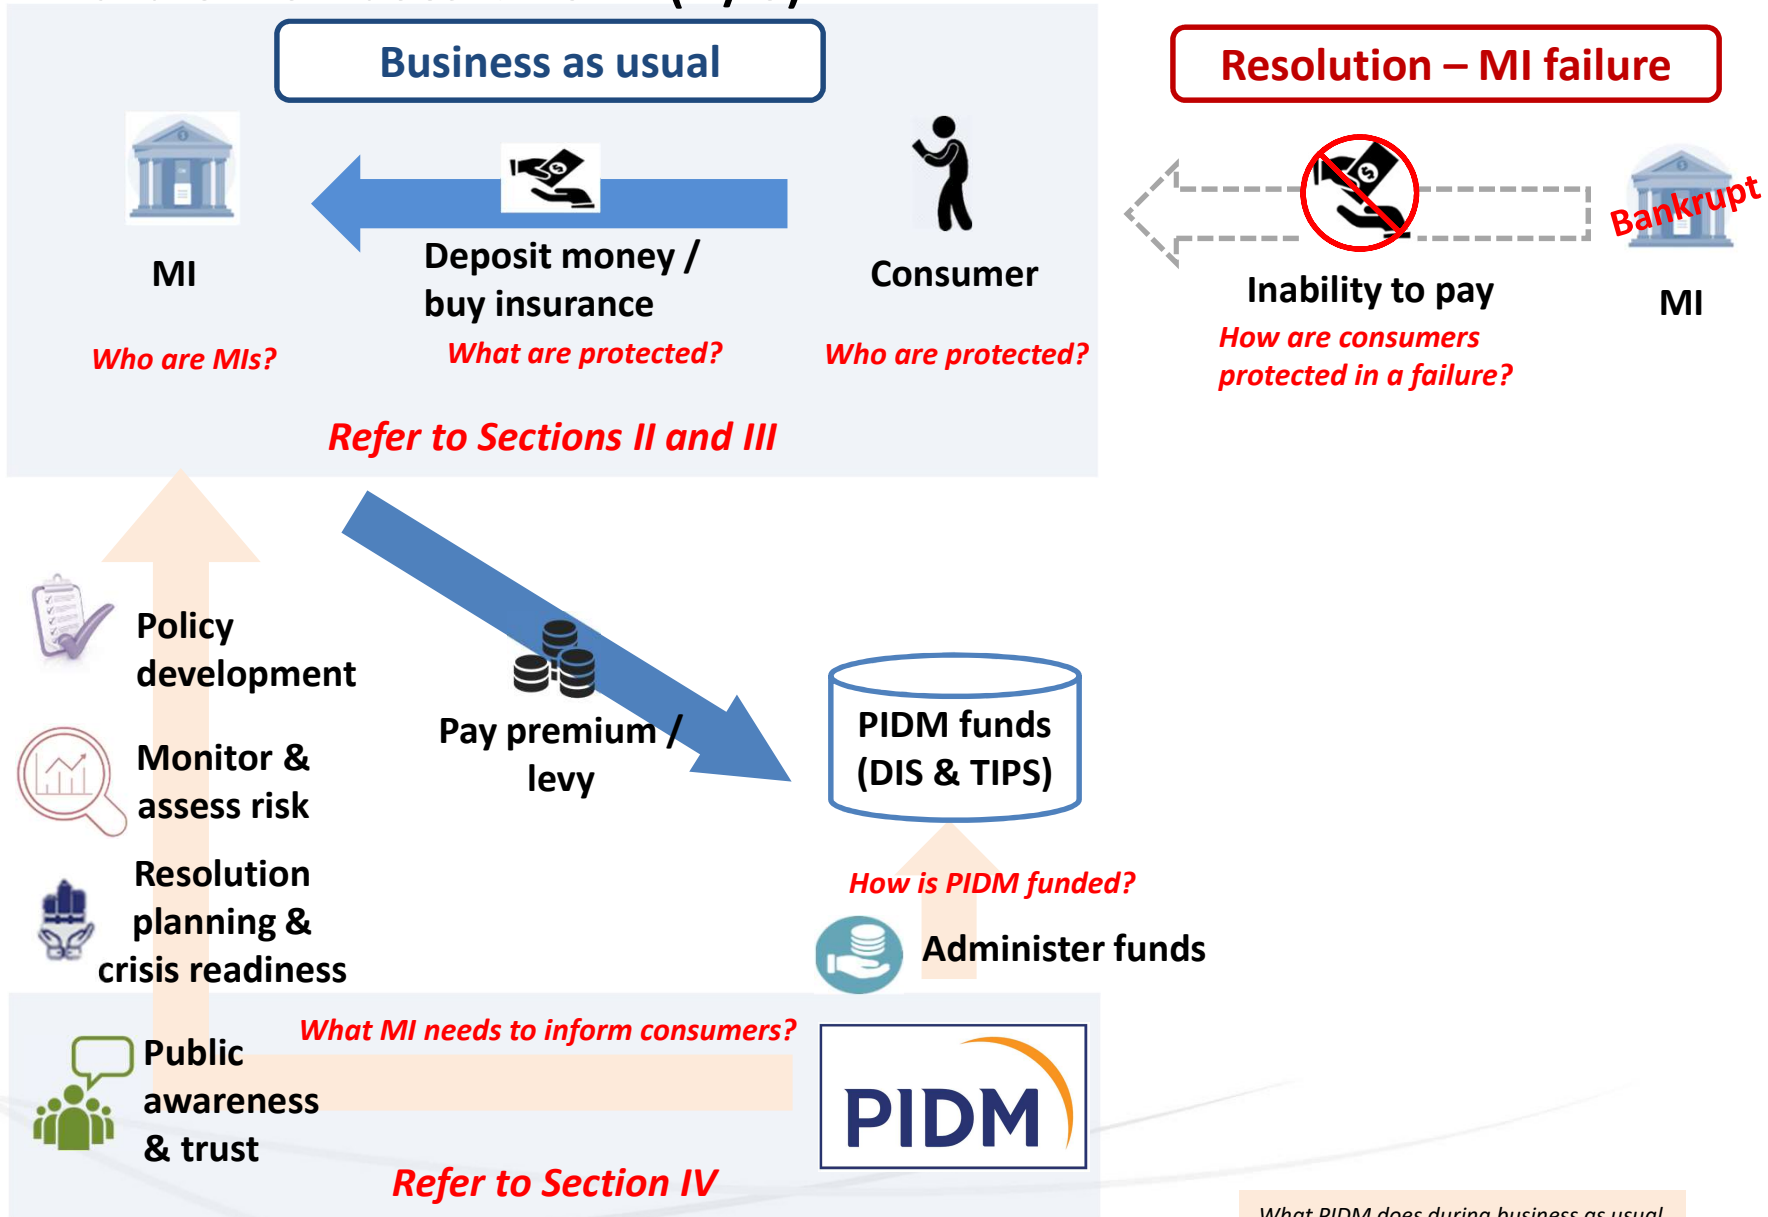 Business as usual
Resolution – MI failure
Bankrupt
MI
Deposit money /
buy insurance
Consumer
Inability to pay
MI
Who are MIs?
What are protected?
Who are protected?
How are consumers
protected in a failure?
Refer to Sections II and III
Policy
development
Monitor &
assess risk
Resolution
planning &
crisis readiness
Public
awareness
& trust
Pay premium /
levy
PIDM funds
(DIS & TIPS)
How is PIDM funded?
Administer funds
What MI needs to inform consumers?
PIDM
Refer to Section IV
What PIDM does during business as usual